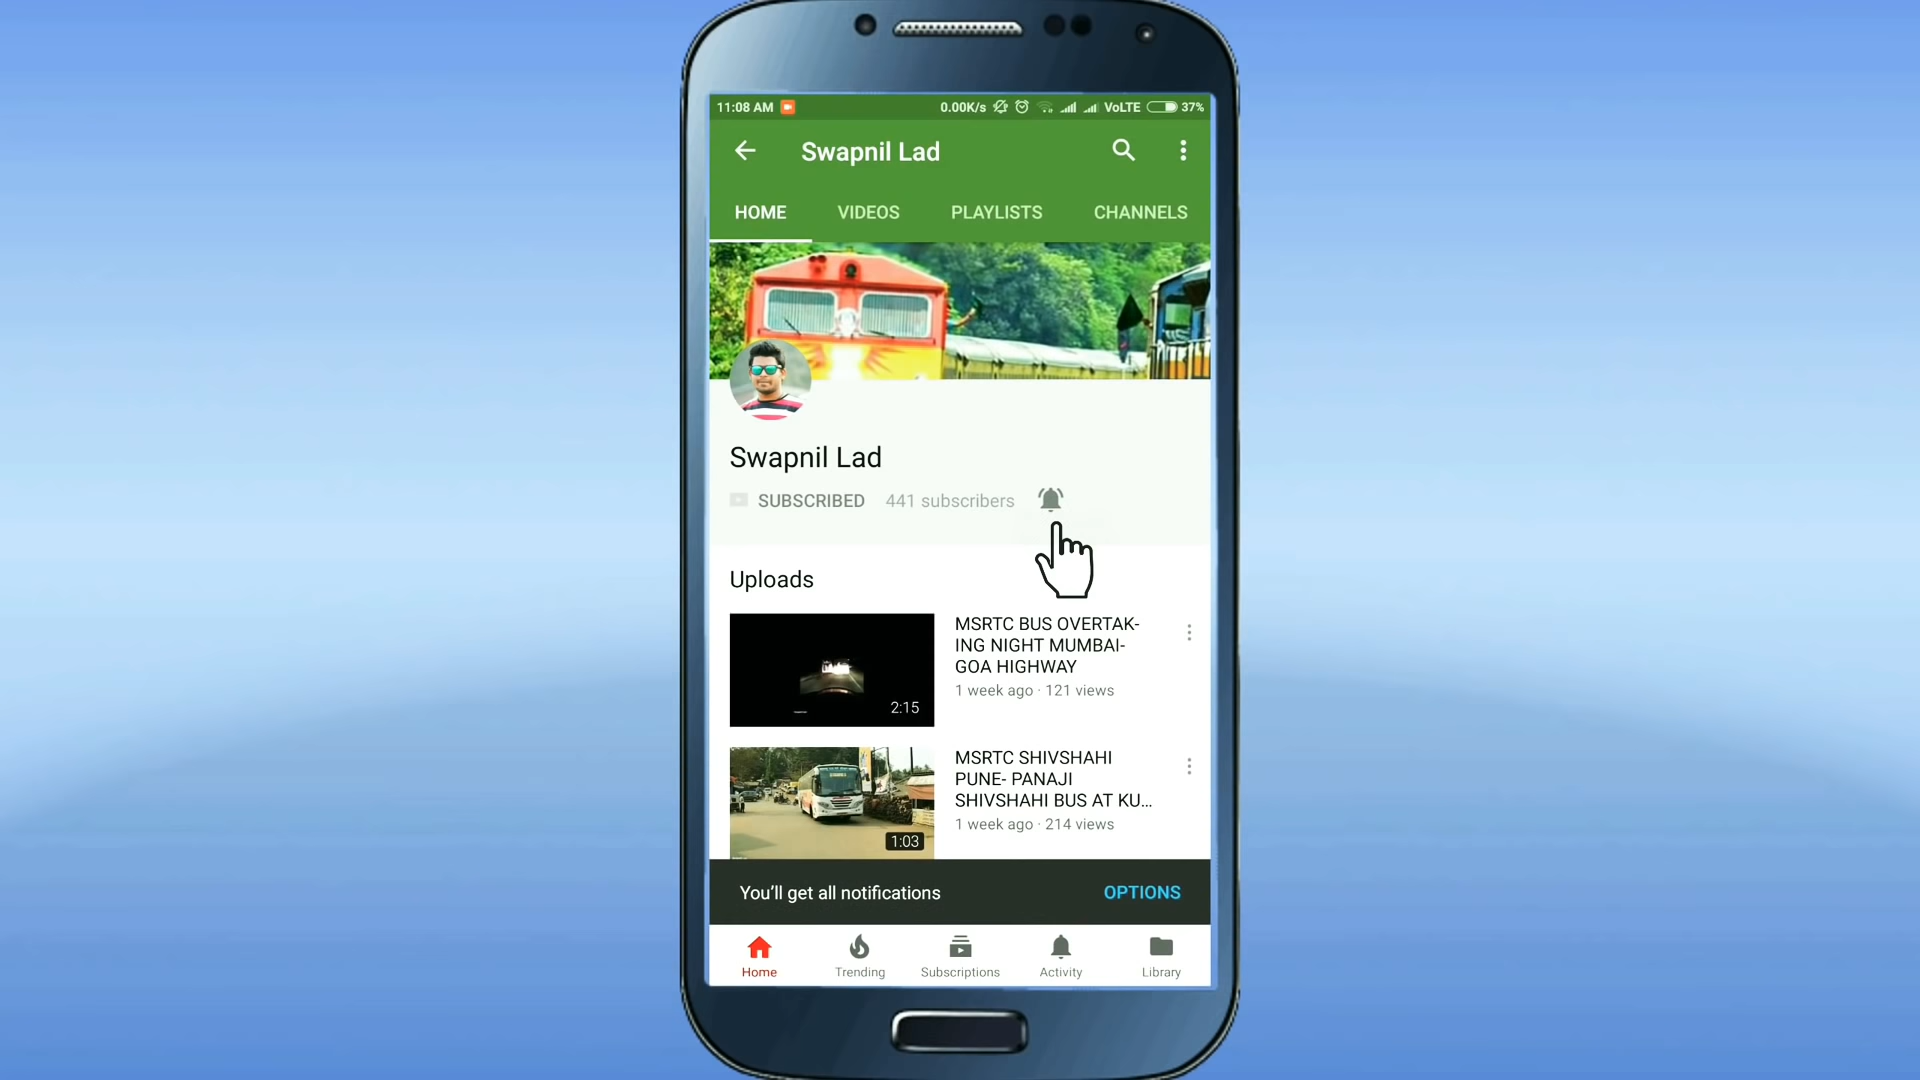 11:08 AM 0.00K/s VoLTE 37%
Swapnil Lad
HOME VIDEOS PLAYLISTS CHANNELS
Swapnil Lad
SUBSCRIBED 441 subscribers
Uploads
MSRTC BUS OVERTAK-
ING NIGHT MUMBAI-
GOA HIGHWAY
1 week ago · 121 views
2:15
MSRTC SHIVSHAHI
PUNE- PANAJI
SHIVSHAHI BUS AT KU...
1 week ago · 214 views
1:03
You'll get all notifications OPTIONS
Home Trending Subscriptions Activity Library